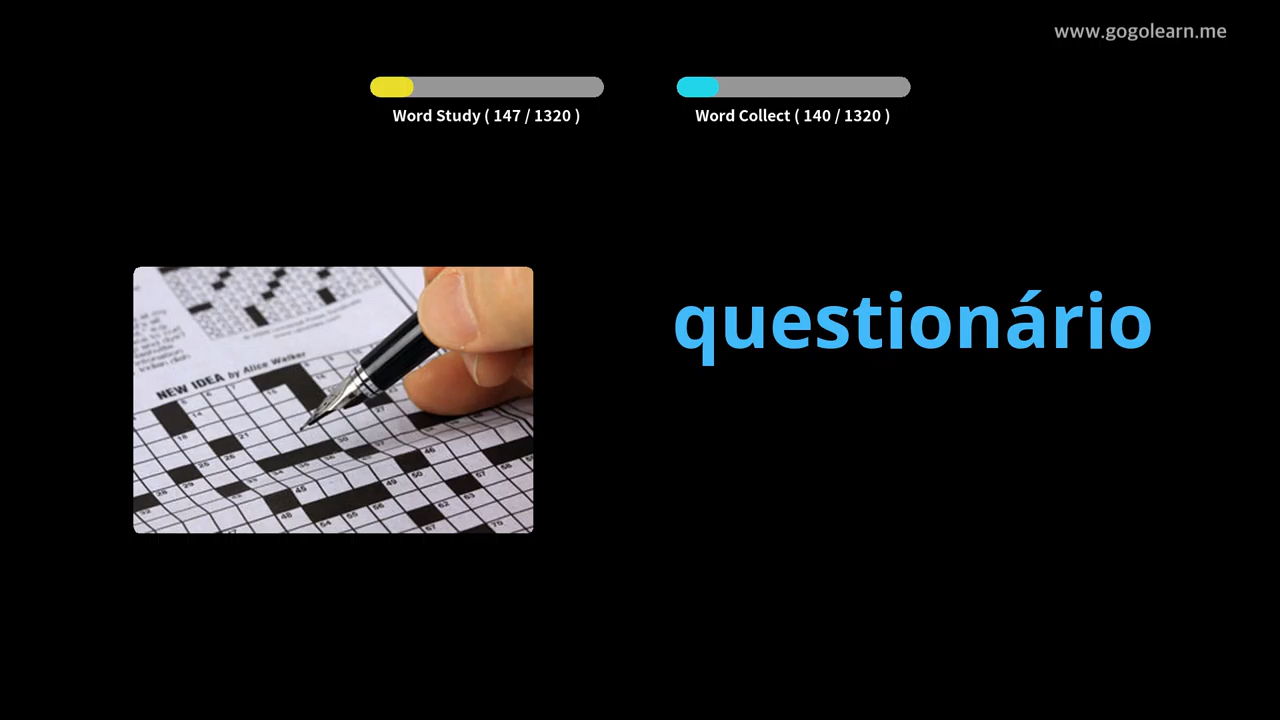 www.gogolearn.me
Word Study ( 147 / 1320 )
Word Collect ( 140 / 1320 )
questionário
NEW IDEA by Alice Walker